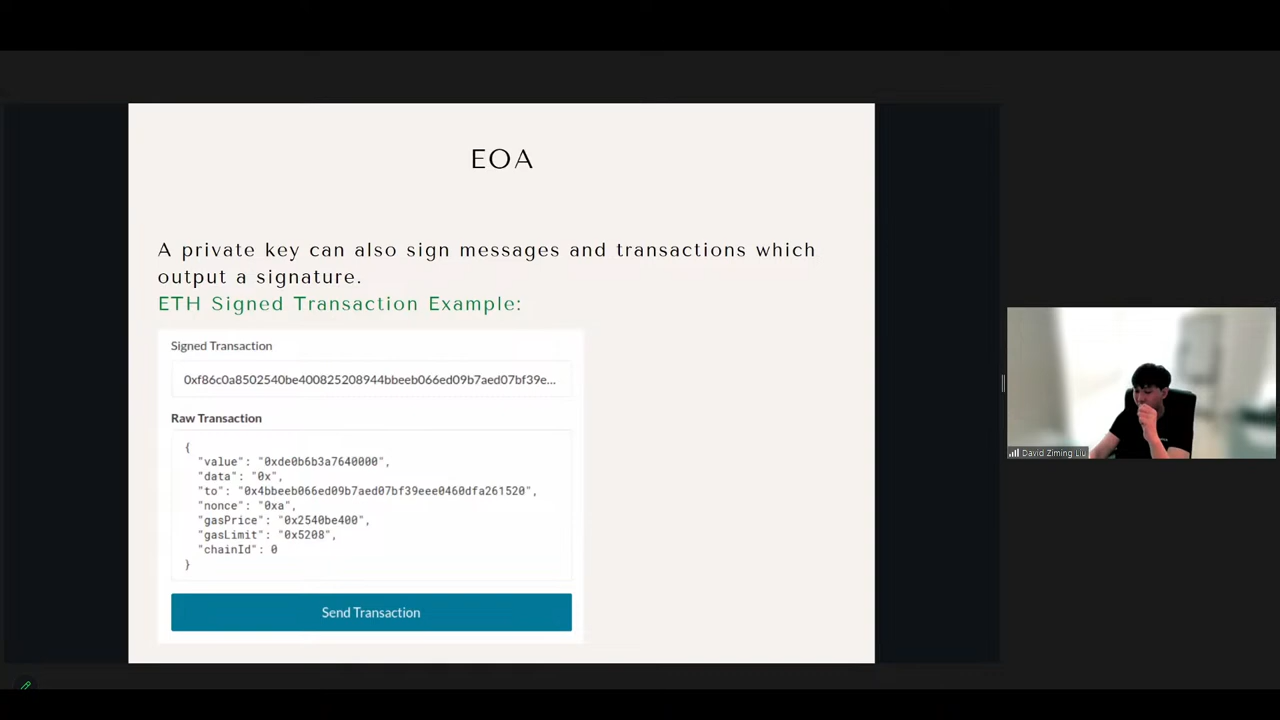 EOA
A private key can also sign messages and transactions which
output a signature.
ETH Signed Transaction Example:
Signed Transaction
0xf86c0a8502540be400825208944bbeeb066ed09b7aed07bf39e...
Raw Transaction
{
"value": "0xde0b6b3a7640000",
"data": "0x",
"to": "0x4bbeeb066ed09b7aed07bf39eee0460dfa261520",
"nonce": "0xa",
"gasPrice": "0x2540be400",
"gasLimit": "0x5208",
"chainId": 0
}
Send Transaction
David Ziming Liu